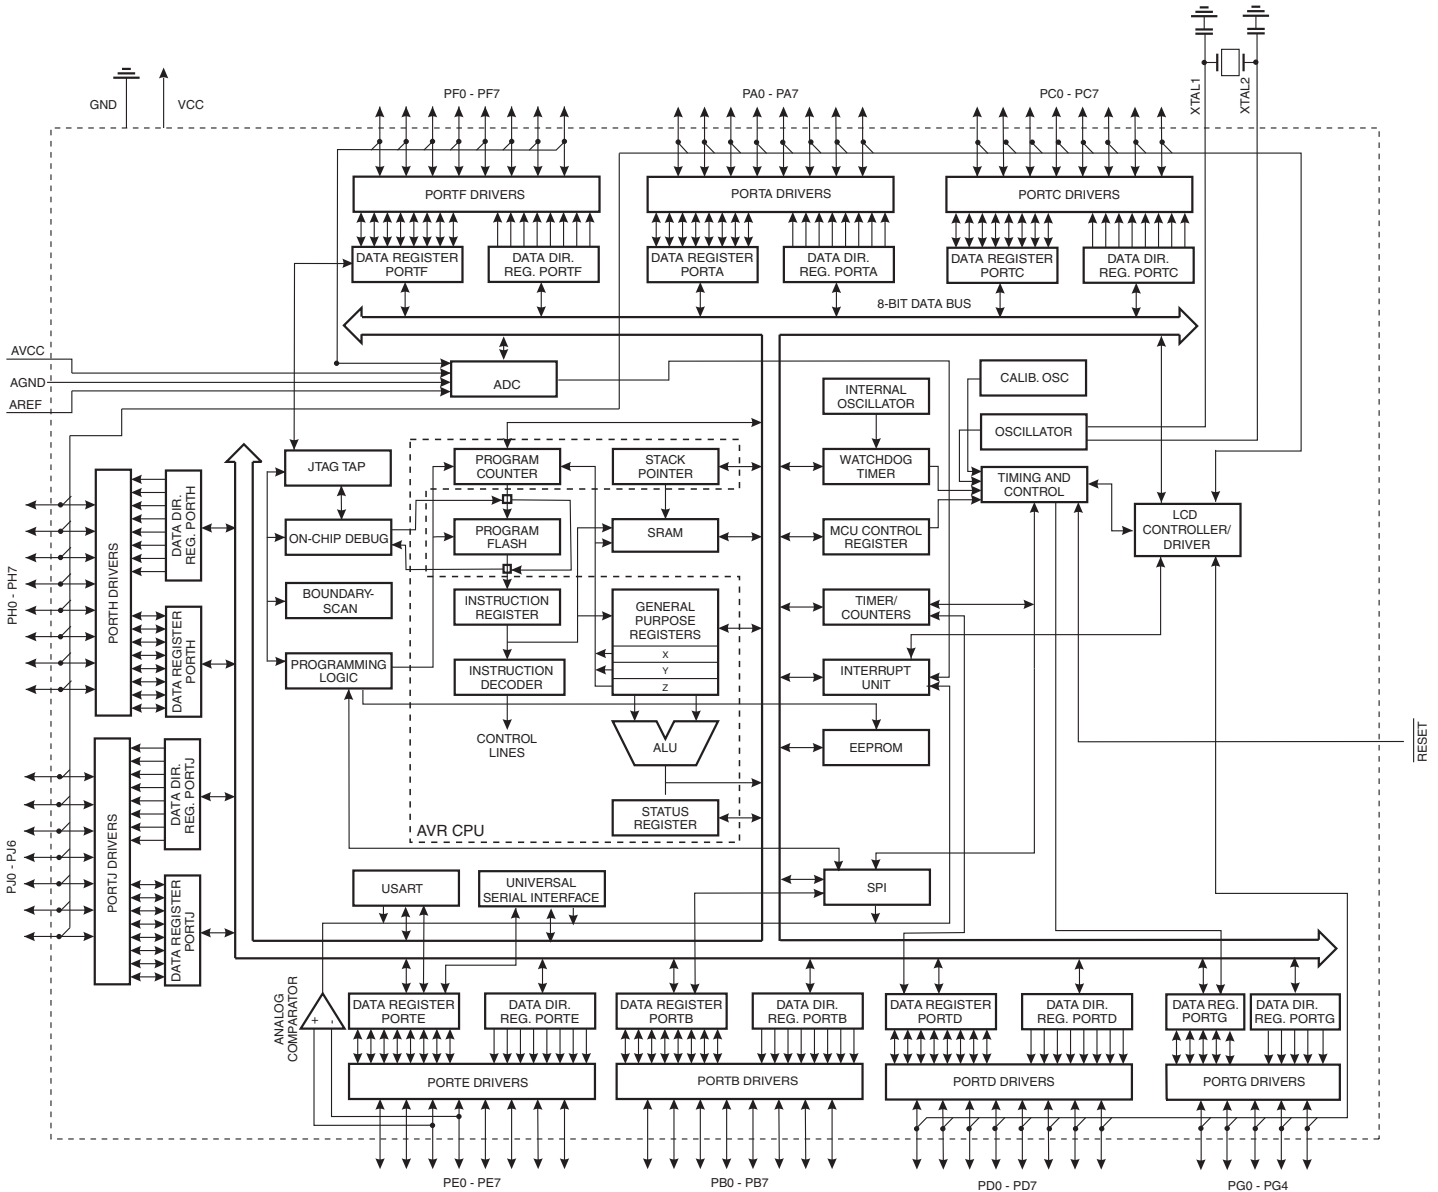 XTAL1
XTAL2
GND
VCC
PF0 - PF7
PA0 - PA7
PC0 - PC7
PORTF DRIVERS
PORTA DRIVERS
PORTC DRIVERS
DATA REGISTER
PORTF
DATA DIR.
REG. PORTF
DATA REGISTER
PORTA
DATA DIR.
REG. PORTA
DATA REGISTER
PORTC
DATA DIR.
REG. PORTC
8-BIT DATA BUS
AVCC
AGND
AREF
ADC
INTERNAL
OSCILLATOR
CALIB. OSC
OSCILLATOR
JTAG TAP
PROGRAM
COUNTER
STACK
POINTER
WATCHDOG
TIMER
TIMING AND
CONTROL
LCD
CONTROLLER/
DRIVER
ON-CHIP DEBUG
PROGRAM
FLASH
SRAM
MCU CONTROL
REGISTER
BOUNDARY-
SCAN
INSTRUCTION
REGISTER
GENERAL
PURPOSE
REGISTERS
X
Y
Z
TIMER/
COUNTERS
PROGRAMMING
LOGIC
INSTRUCTION
DECODER
INTERRUPT
UNIT
CONTROL
LINES
ALU
EEPROM
RESET
STATUS
REGISTER
AVR CPU
PH0 - PH7
PORTH DRIVERS
DATA DIR.
REG. PORTH
DATA REGISTER
PORTH
PJ0 - PJ6
PORTJ DRIVERS
DATA DIR.
REG. PORTJ
DATA REGISTER
PORTJ
USART
UNIVERSAL
SERIAL INTERFACE
SPI
ANALOG
COMPARATOR
+
-
DATA REGISTER
PORTE
DATA DIR.
REG. PORTE
DATA REGISTER
PORTB
DATA DIR.
REG. PORTB
DATA REGISTER
PORTD
DATA DIR.
REG. PORTD
DATA REG.
PORTG
DATA DIR.
REG. PORTG
PORTE DRIVERS
PORTB DRIVERS
PORTD DRIVERS
PORTG DRIVERS
PE0 - PE7
PB0 - PB7
PD0 - PD7
PG0 - PG4